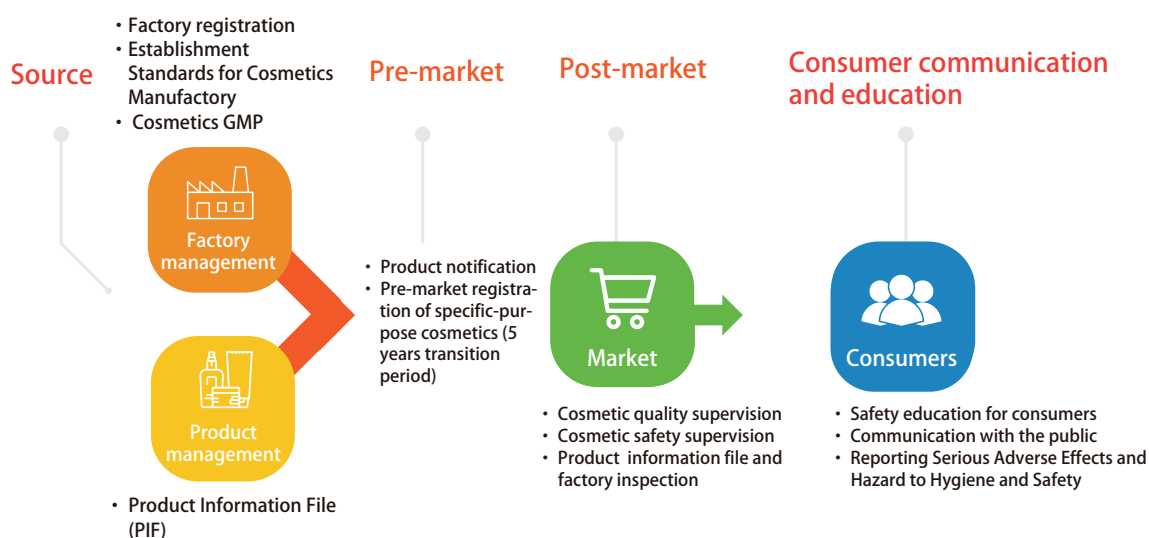 Source
• Factory registration
• Establishment
Standards for Cosmetics
Manufactory
• Cosmetics GMP
Factory
management
Product
management
• Product Information File
(PIF)
Pre-market
• Product notification
• Pre-market registra-
tion of specific-pur-
pose cosmetics (5
years transition
period)
Post-market
Market
• Cosmetic quality supervision
• Cosmetic safety supervision
• Product information file and
factory inspection
Consumer communication
and education
Consumers
• Safety education for consumers
• Communication with the public
• Reporting Serious Adverse Effects and
Hazard to Hygiene and Safety